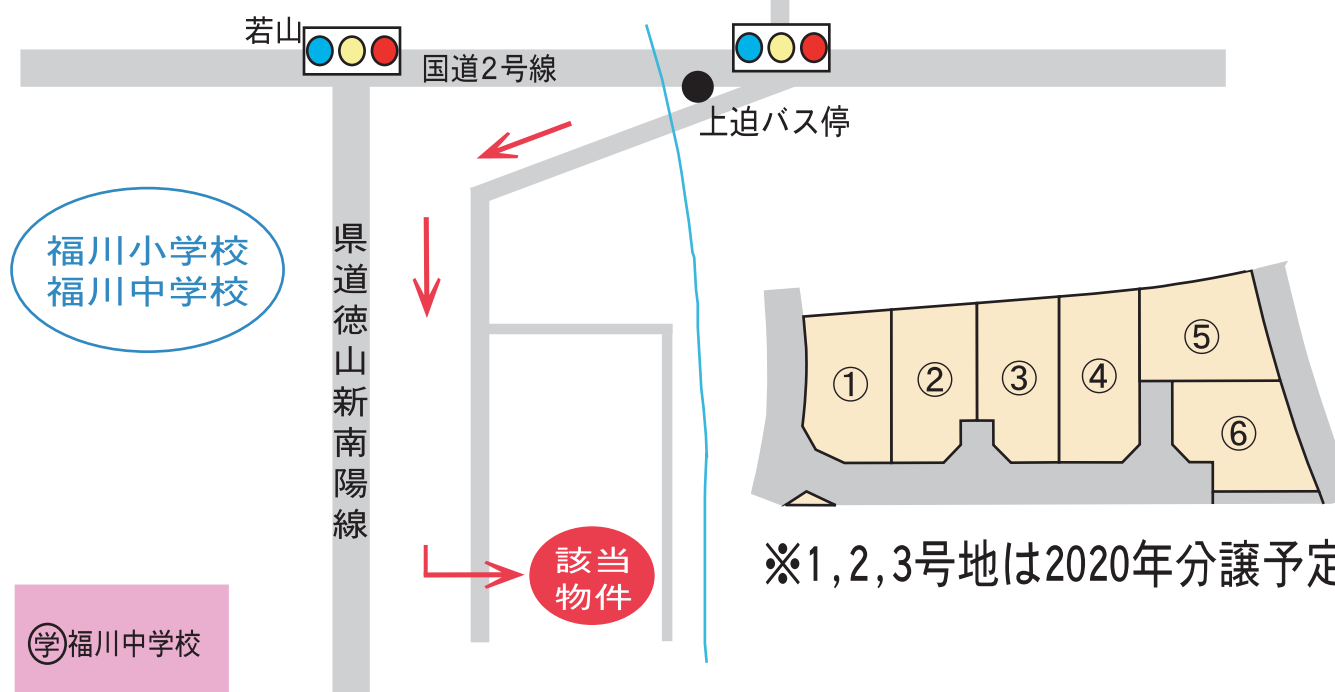 若山
国道2号線
上迫バス停
福川小学校
福川中学校
県道徳山新南陽線
①
②
③
④
⑤
⑥
※1,2,3号地は2020年分譲予定
該当
物件
学福川中学校